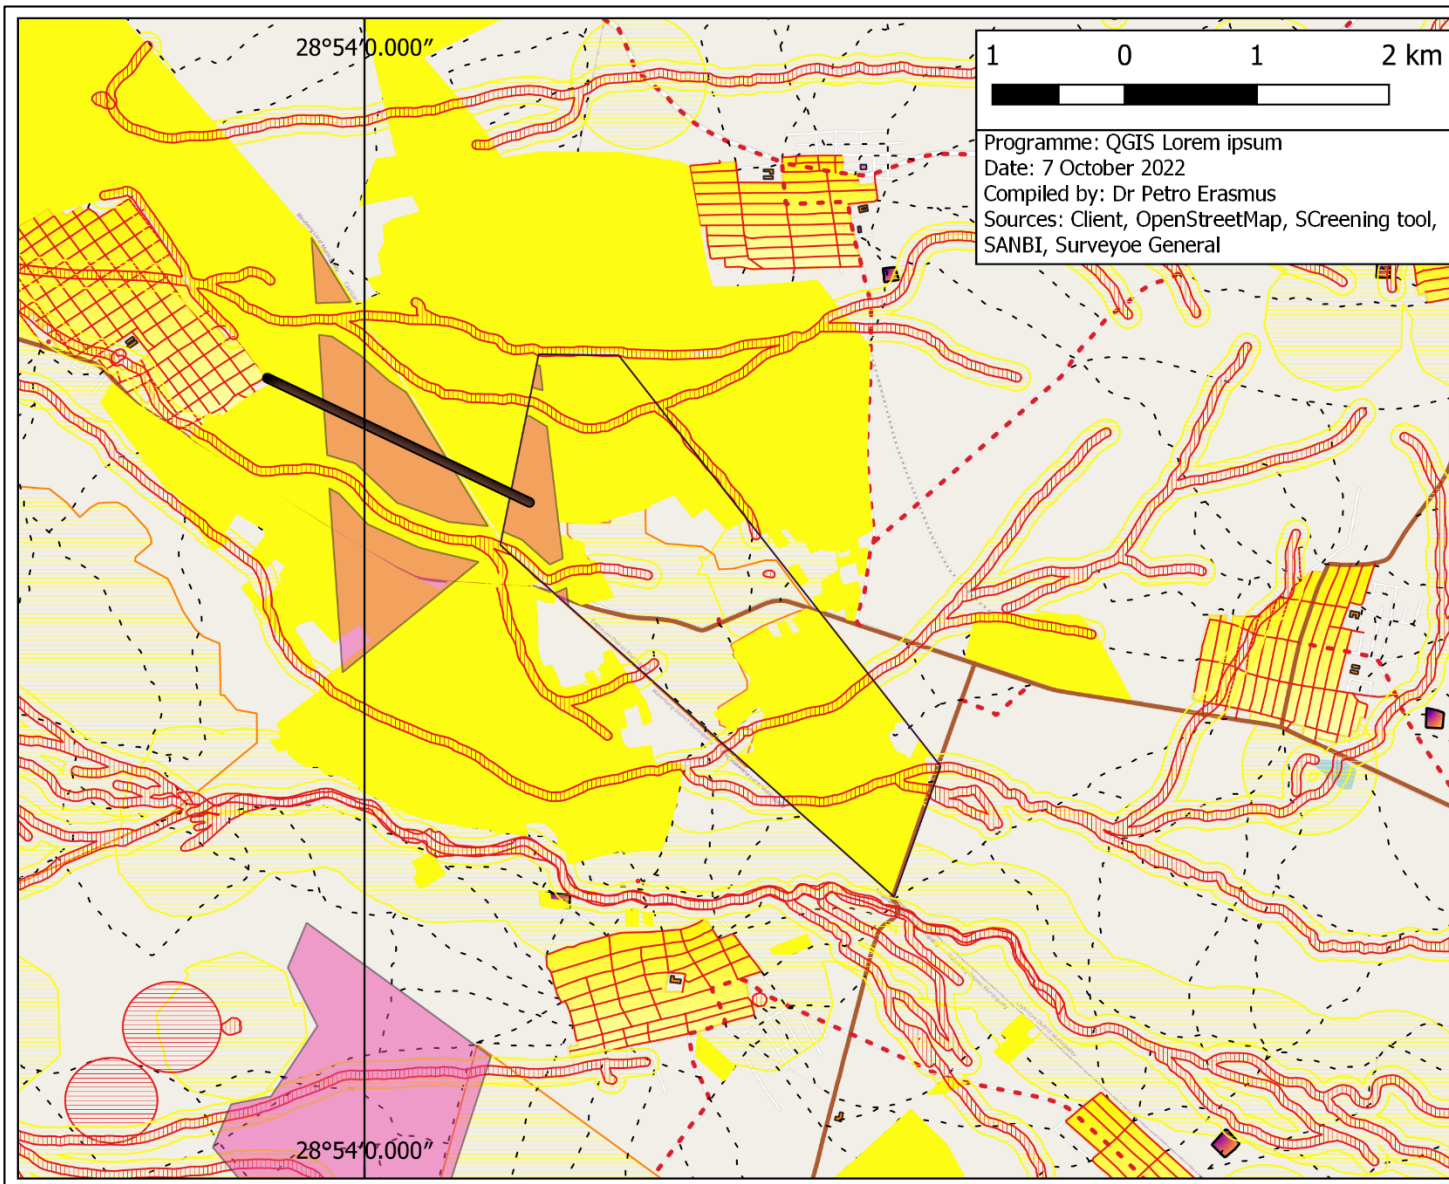 28°54′0.000″
1 0 1 2 km
Programme: QGIS Lorem ipsum
Date: 7 October 2022
Compiled by: Dr Petro Erasmus
Sources: Client, OpenStreetMap, SCreening tool,
SANBI, Surveyoe General
28°54′0.000″